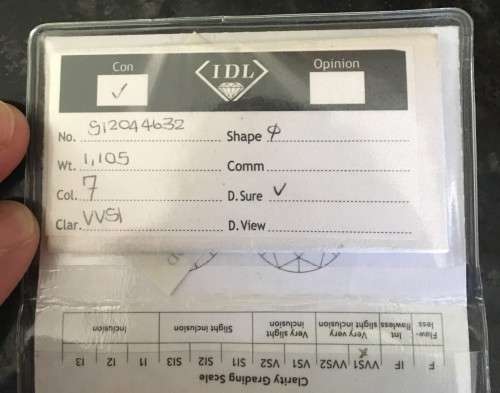 Con IDL Opinion
✓
No. 912044632 Shape ϕ
Wt. 1,105 Comm
Col. 7 D.Sure ✓
Clar. VVS1 D.View
Flaw-less Int flawless Very very slight inclusion Very slight inclusion Slight inclusion Inclusion
F IF VVS1 VVS2 VS1 VS2 SI1 SI2 SI3 I1 I2 I3
Clarity Grading Scale